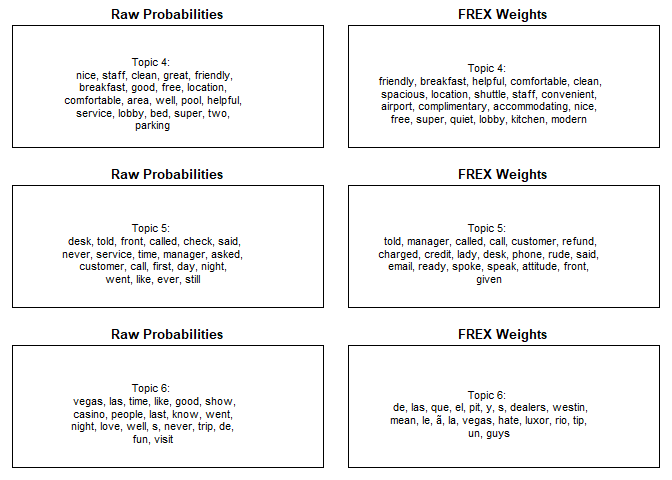 Raw Probabilities
Topic 4:
nice, staff, clean, great, friendly,
breakfast, good, free, location,
comfortable, area, well, pool, helpful,
service, lobby, bed, super, two,
parking
FREX Weights
Topic 4:
friendly, breakfast, helpful, comfortable, clean,
spacious, location, shuttle, staff, convenient,
airport, complimentary, accommodating, nice,
free, super, quiet, lobby, kitchen, modern
Raw Probabilities
Topic 5:
desk, told, front, called, check, said,
never, service, time, manager, asked,
customer, call, first, day, night,
went, like, ever, still
FREX Weights
Topic 5:
told, manager, called, call, customer, refund,
charged, credit, lady, desk, phone, rude, said,
email, ready, spoke, speak, attitude, front,
given
Raw Probabilities
Topic 6:
vegas, las, time, like, good, show,
casino, people, last, know, went,
night, love, well, s, never, trip, de,
fun, visit
FREX Weights
Topic 6:
de, las, que, el, pit, y, s, dealers, westin,
mean, le, ã, la, vegas, hate, luxor, rio, tip,
un, guys